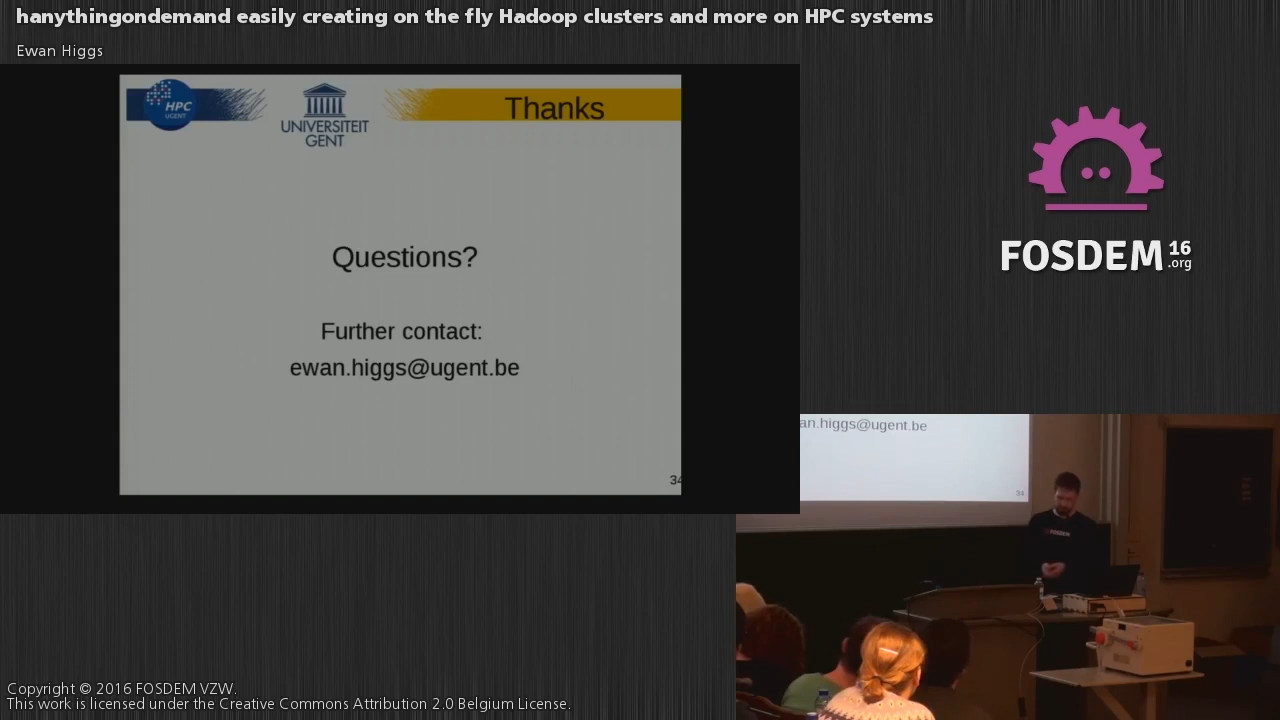 hanythingondemand easily creating on the fly Hadoop clusters and more on HPC systems
Ewan Higgs
HPC
UGENT
UNIVERSITEIT
GENT
Thanks
Questions?
Further contact:
ewan.higgs@ugent.be
34
FOSDEM 16
.org
an.higgs@ugent.be
34
FOSDEM
Copyright © 2016 FOSDEM VZW.
This work is licensed under the Creative Commons Attribution 2.0 Belgium License.